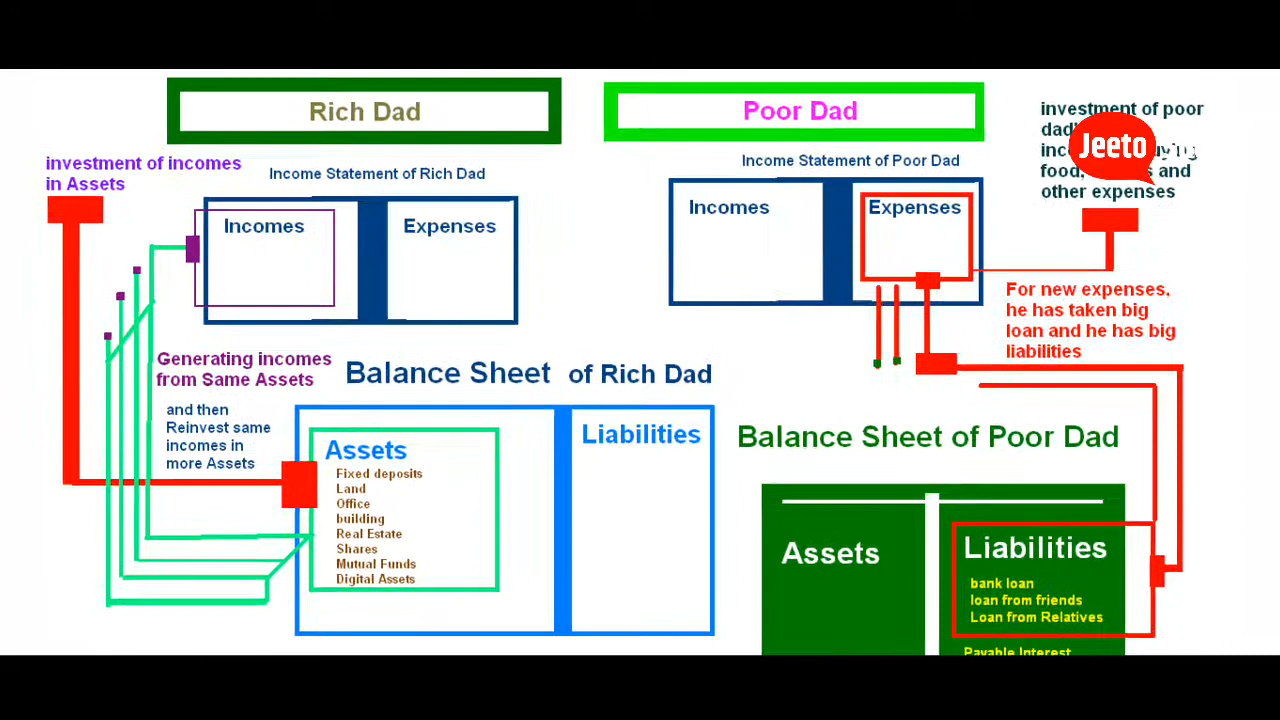 Rich Dad
Poor Dad
investment of poor
dad'
food, and
other expenses
Jeeto
investment of incomes
in Assets
Income Statement of Rich Dad
Income Statement of Poor Dad
Incomes
Expenses
Incomes
Expenses
For new expenses,
he has taken big
loan and he has big
liabilities
Generating incomes
from Same Assets
and then
Reinvest same
incomes in
more Assets
Balance Sheet of Rich Dad
Assets
Fixed deposits
Land
Office
building
Real Estate
Shares
Mutual Funds
Digital Assets
Liabilities
Balance Sheet of Poor Dad
Assets
Liabilities
bank loan
loan from friends
Loan from Relatives
Payable Interest